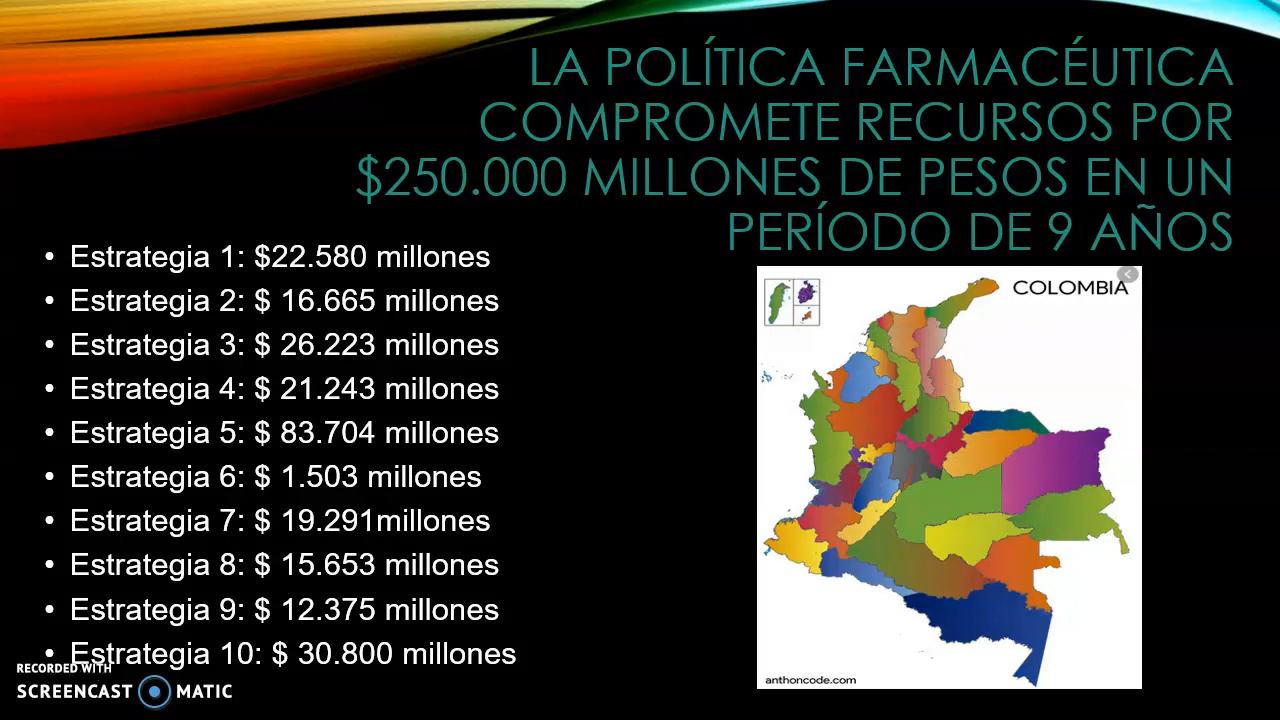 LA POLÍTICA FARMACÉUTICA
COMPROMETE RECURSOS POR
$250.000 MILLONES DE PESOS EN UN
PERÍODO DE 9 AÑOS
• Estrategia 1: $22.580 millones
• Estrategia 2: $ 16.665 millones
• Estrategia 3: $ 26.223 millones
• Estrategia 4: $ 21.243 millones
• Estrategia 5: $ 83.704 millones
• Estrategia 6: $ 1.503 millones
• Estrategia 7: $ 19.291millones
• Estrategia 8: $ 15.653 millones
• Estrategia 9: $ 12.375 millones
• Estrategia 10: $ 30.800 millones
COLOMBIA
anthoncode.com
RECORDED WITH
SCREENCAST MATIC